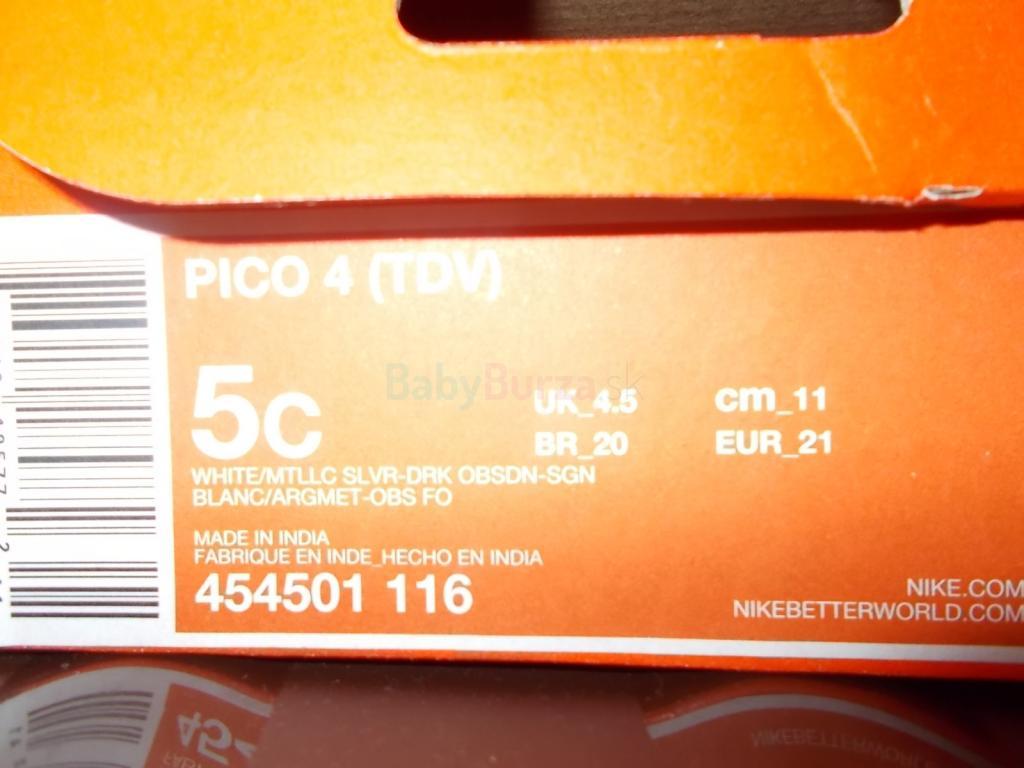 PICO 4 (TDV)
BabyBurza.sk
5C
UK_4.5 cm_11
BR_20 EUR_21
WHITE/MTLLC SLVR-DRK OBSDN-SGN
BLANC/ARGMET-OBS FO
MADE IN INDIA
FABRIQUE EN INDE_HECHO EN INDIA
454501 116
NIKE.COM
NIKEBETTERWORLD.COM